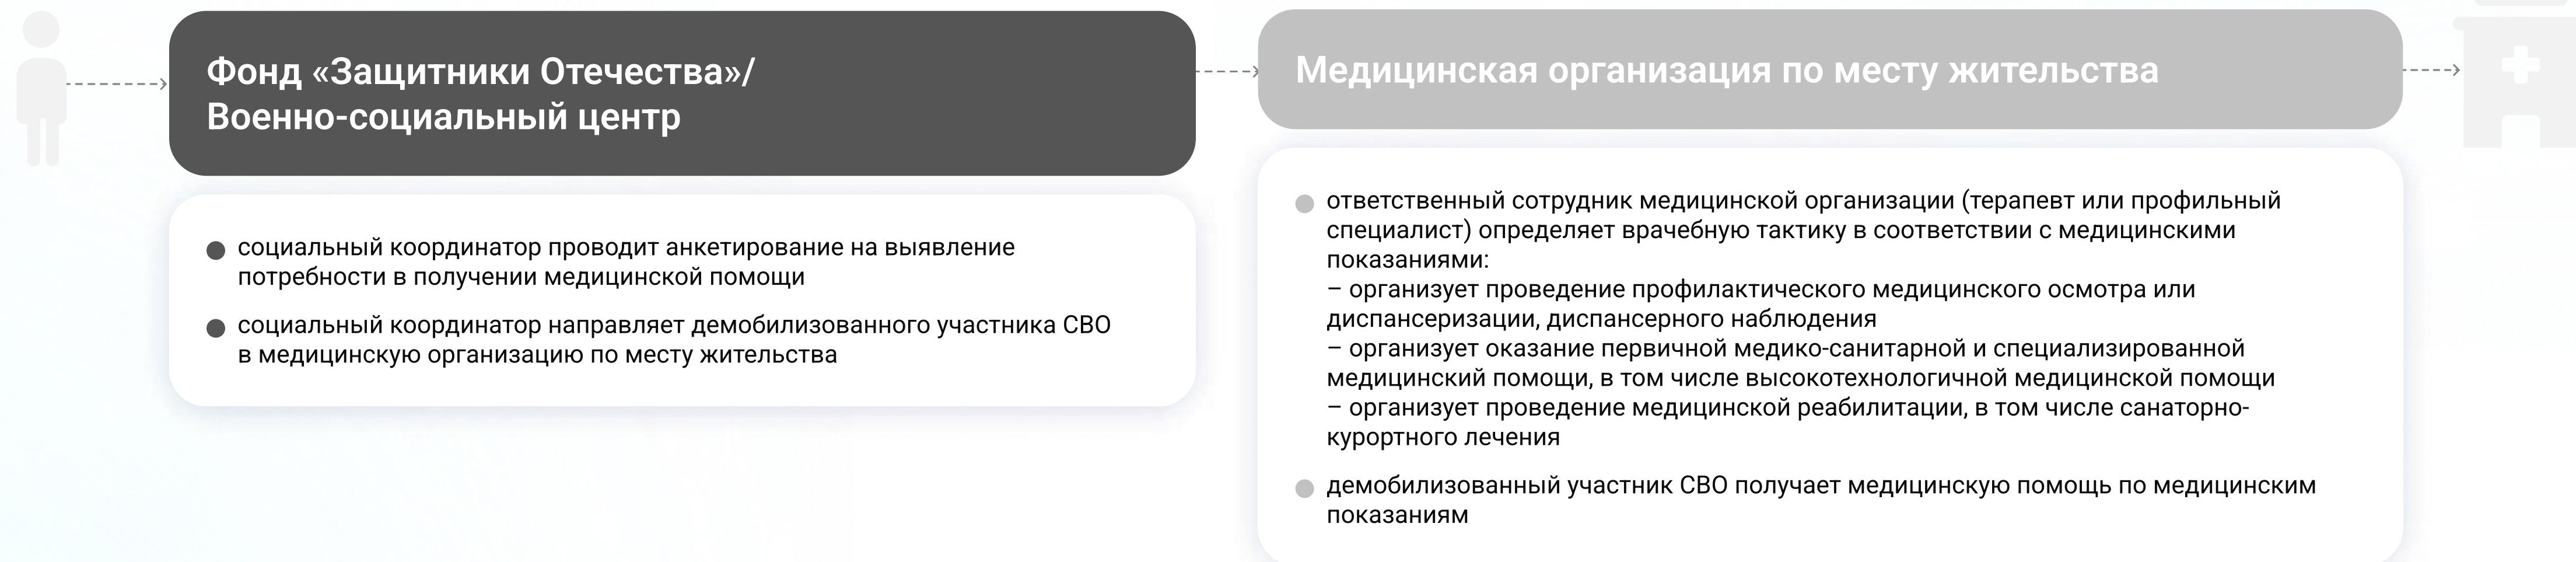 Фонд «Защитники Отечества»/
Военно-социальный центр
социальный координатор проводит анкетирование на выявление
потребности в получении медицинской помощи
социальный координатор направляет демобилизованного участника СВО
в медицинскую организацию по месту жительства
Медицинская организация по месту жительства
ответственный сотрудник медицинской организации (терапевт или профильный
специалист) определяет врачебную тактику в соответствии с медицинскими
показаниями:
– организует проведение профилактического медицинского осмотра или
диспансеризации, диспансерного наблюдения
– организует оказание первичной медико-санитарной и специализированной
медицинский помощи, в том числе высокотехнологичной медицинской помощи
– организует проведение медицинской реабилитации, в том числе санаторно-
курортного лечения
демобилизованный участник СВО получает медицинскую помощь по медицинским
показаниям